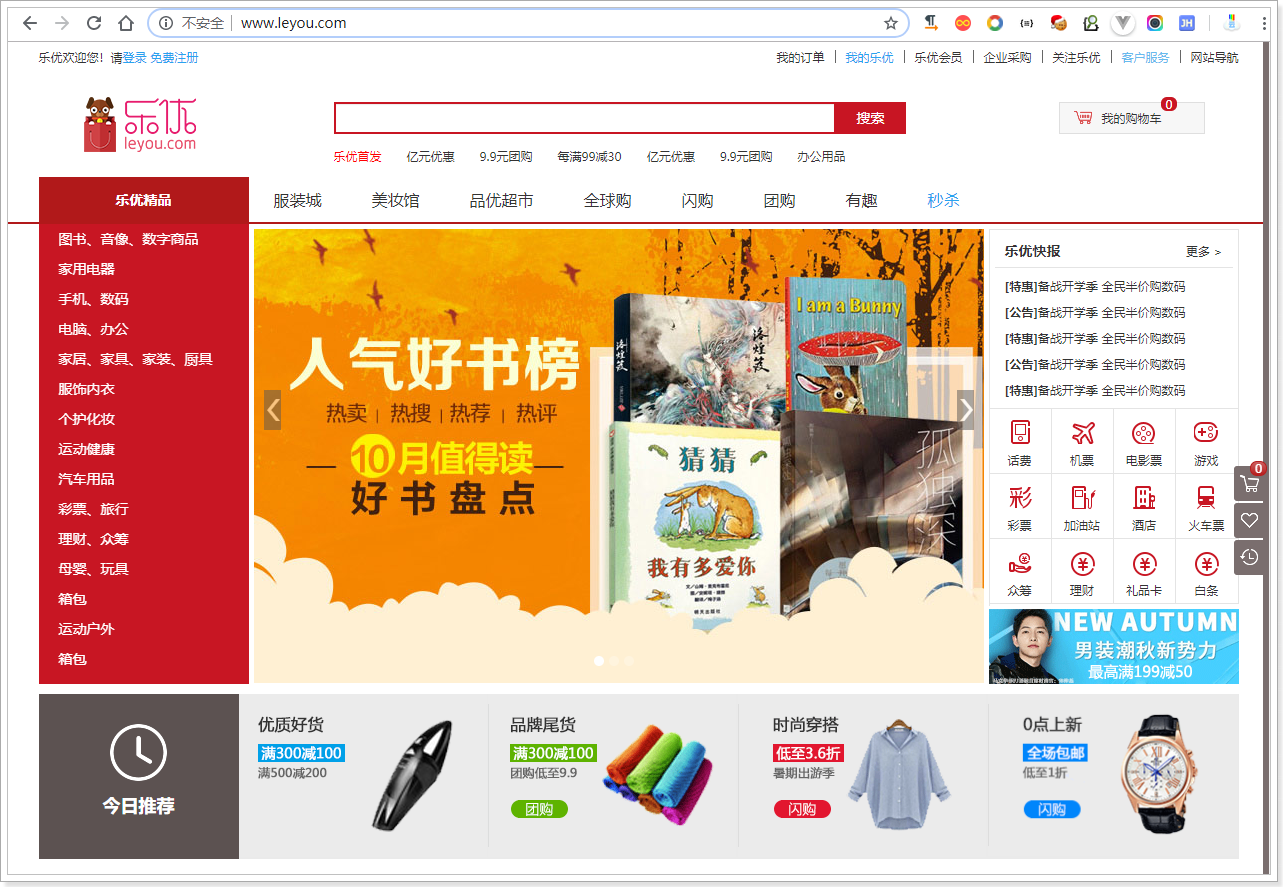 不安全 www.leyou.com
乐优欢迎您！请登录 免费注册
我的订单 我的乐优 乐优会员 企业采购 关注乐优 客户服务 网站导航
乐优
leyou.com
搜索
0
我的购物车
乐优首发 亿元优惠 9.9元团购 每满99减30 亿元优惠 9.9元团购 办公用品
乐优精品
服装城 美妆馆 品优超市 全球购 闪购 团购 有趣 秒杀
图书、音像、数字商品
家用电器
手机、数码
电脑、办公
家居、家具、家装、厨具
服饰内衣
个护化妆
运动健康
汽车用品
彩票、旅行
理财、众筹
母婴、玩具
箱包
运动户外
箱包
人气好书榜
热卖 | 热搜 | 热荐 | 热评
10月值得读
好书盘点
洛煌笈
洛煌笈
I am a Bunny
猜猜
我有多爱你
明天出版社
孤独深
乐优快报
更多 >
[特惠]备战开学季 全民半价购数码
[公告]备战开学季 全民半价购数码
[特惠]备战开学季 全民半价购数码
[公告]备战开学季 全民半价购数码
[特惠]备战开学季 全民半价购数码
话费 机票 电影票 游戏
彩
彩票 加油站 酒店 火车票
众筹 理财 礼品卡 白条
0
NEW AUTUMN
男装潮秋新势力
最高满199减50
今日推荐
优质好货
满300减100
满500减200
品牌尾货
满300减100
团购低至9.9
团购
时尚穿搭
低至3.6折
暑期出游季
闪购
0点上新
全场包邮
低至1折
闪购
JH